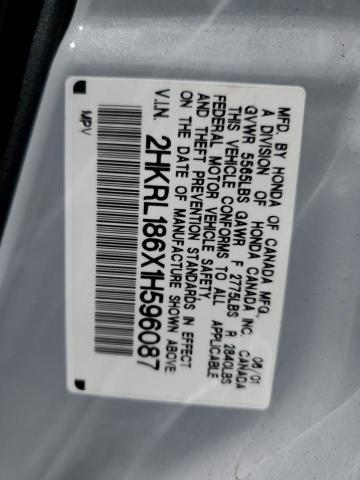 MFD. BY HONDA OF CANADA MFG.,
A DIVISION OF HONDA CANADA INC. 08/01
GVWR 5565LBS GAWR F 2775LBS R 2840LBS
THIS VEHICLE CONFORMS TO ALL APPLICABLE
FEDERAL MOTOR VEHICLE SAFETY
AND THEFT PREVENTION STANDARDS IN EFFECT
ON THE DATE OF MANUFACTURE SHOWN ABOVE.
CANADA
V.I.N. 2HKRL186X1H596087
MPV